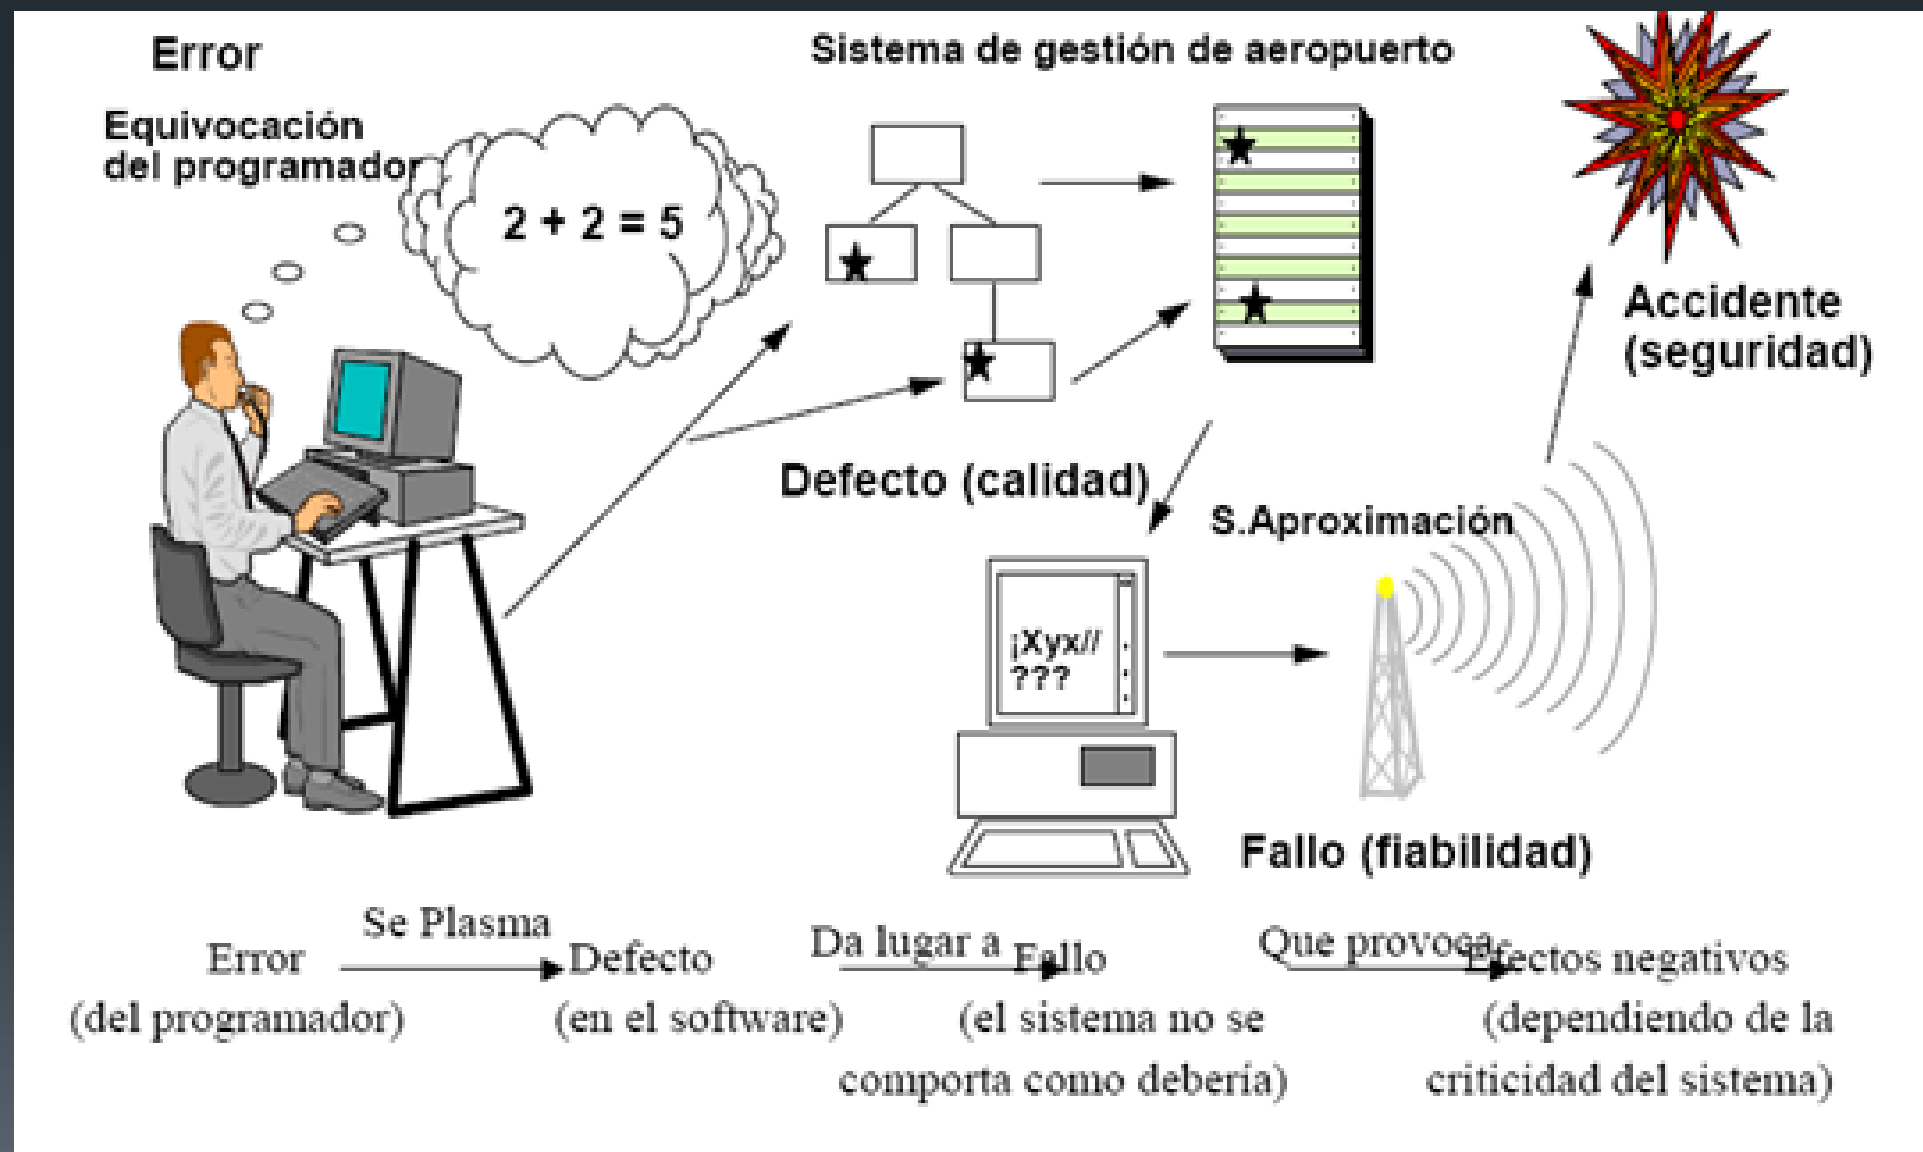 Error
Equivocación
del programador
2 + 2 = 5
Sistema de gestión de aeropuerto
Accidente
(seguridad)
Defecto (calidad)
S.Aproximación
¡Xyx//
???
Fallo (fiabilidad)
Error Se Plasma Defecto Da lugar a Fallo Que provoca Efectos negativos
(del programador) (en el software) (el sistema no se (dependiendo de la
comporta como debería) criticidad del sistema)